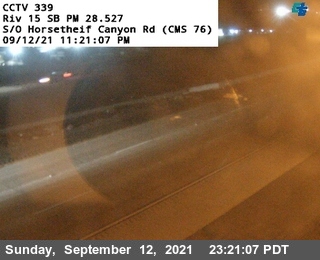 CCTV 339
Riv 15 SB PM 28.527
S/O Horsetheif Canyon Rd (CMS 76)
09/12/21 11:21:07 PM
Sunday, September 12, 2021 23:21:07 PDT